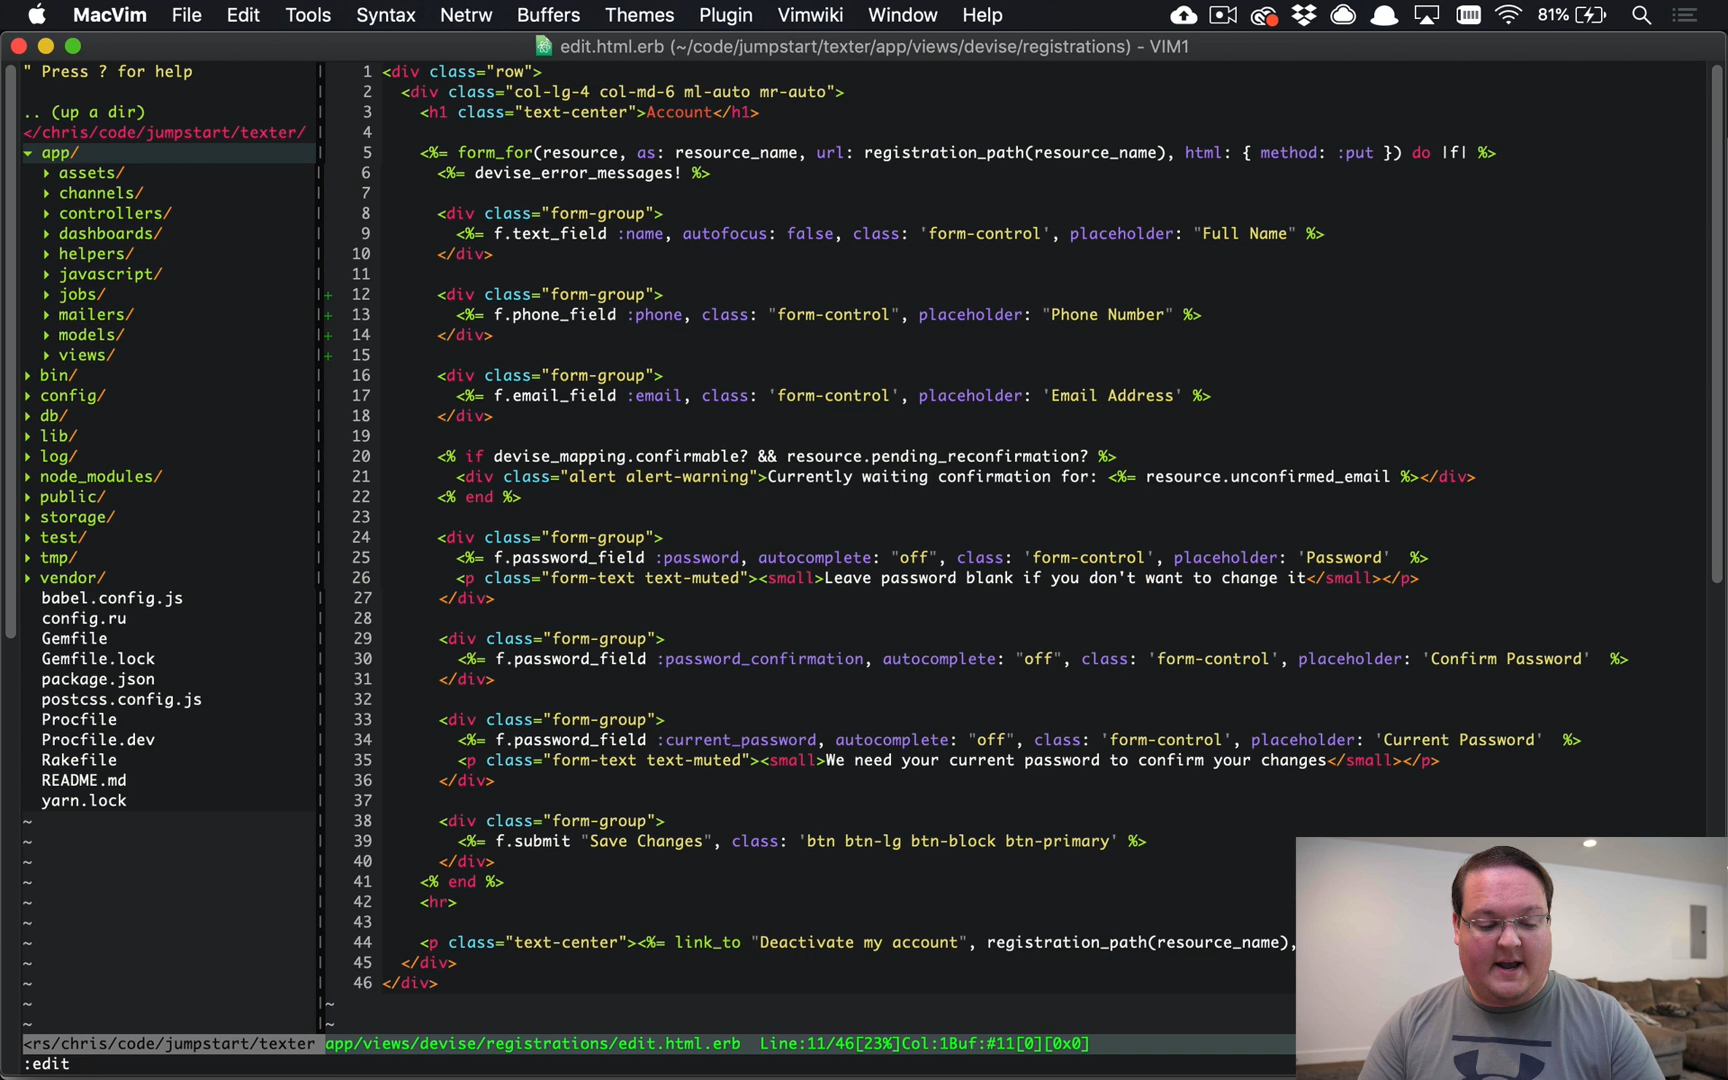 MacVim File Edit Tools Syntax Netrw Buffers Themes Plugin Vimwiki Window Help 81%
edit.html.erb (~/code/jumpstart/texter/app/views/devise/registrations) - VIM1
" Press ? for help
.. (up a dir)
</chris/code/jumpstart/texter/
app/
assets/
channels/
controllers/
dashboards/
helpers/
javascript/
jobs/
mailers/
models/
views/
bin/
config/
db/
lib/
log/
node_modules/
public/
storage/
test/
tmp/
vendor/
babel.config.js
config.ru
Gemfile
Gemfile.lock
package.json
postcss.config.js
Procfile
Procfile.dev
Rakefile
README.md
yarn.lock
~
~
~
~
~
~
~
~
~
~
~
1 <div class="row">
2 <div class="col-lg-4 col-md-6 ml-auto mr-auto">
3 <h1 class="text-center">Account</h1>
4
5 <%= form_for(resource, as: resource_name, url: registration_path(resource_name), html: { method: :put }) do |f| %>
6 <%= devise_error_messages! %>
7
8 <div class="form-group">
9 <%= f.text_field :name, autofocus: false, class: 'form-control', placeholder: "Full Name" %>
10 </div>
11
+ 12 <div class="form-group">
+ 13 <%= f.phone_field :phone, class: "form-control", placeholder: "Phone Number" %>
+ 14 </div>
+ 15
16 <div class="form-group">
17 <%= f.email_field :email, class: 'form-control', placeholder: 'Email Address' %>
18 </div>
19
20 <% if devise_mapping.confirmable? && resource.pending_reconfirmation? %>
21 <div class="alert alert-warning">Currently waiting confirmation for: <%= resource.unconfirmed_email %></div>
22 <% end %>
23
24 <div class="form-group">
25 <%= f.password_field :password, autocomplete: "off", class: 'form-control', placeholder: 'Password' %>
26 <p class="form-text text-muted"><small>Leave password blank if you don't want to change it</small></p>
27 </div>
28
29 <div class="form-group">
30 <%= f.password_field :password_confirmation, autocomplete: "off", class: 'form-control', placeholder: 'Confirm Password' %>
31 </div>
32
33 <div class="form-group">
34 <%= f.password_field :current_password, autocomplete: "off", class: 'form-control', placeholder: 'Current Password' %>
35 <p class="form-text text-muted"><small>We need your current password to confirm your changes</small></p>
36 </div>
37
38 <div class="form-group">
39 <%= f.submit "Save Changes", class: 'btn btn-lg btn-block btn-primary' %>
40 </div>
41 <% end %>
42 <hr>
43
44 <p class="text-center"><%= link_to "Deactivate my account", registration_path(resource_name),
45 </div>
46 </div>
~
~
<rs/chris/code/jumpstart/texter app/views/devise/registrations/edit.html.erb Line:11/46[23%]Col:1Buf:#11[0][0x0]
:edit